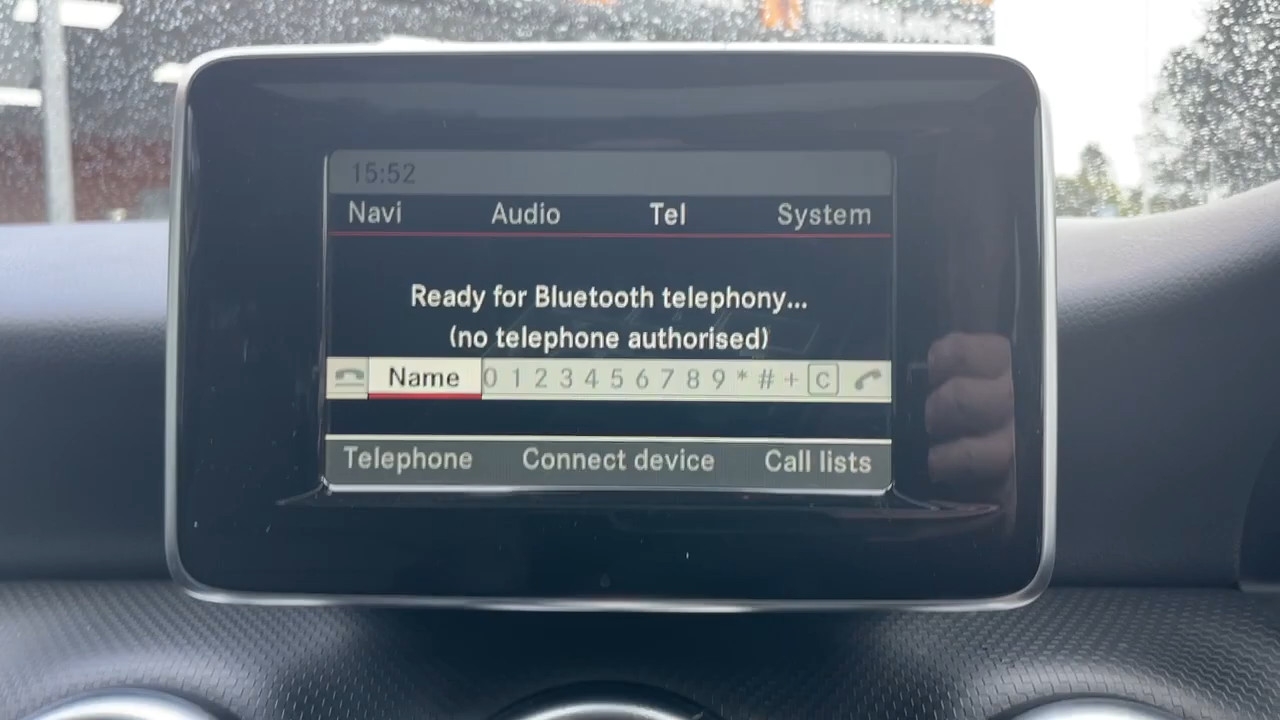 15:52
Navi Audio Tel System
Ready for Bluetooth telephony...
(no telephone authorised)
Name 0 1 2 3 4 5 6 7 8 9 * # + C
Telephone Connect device Call lists